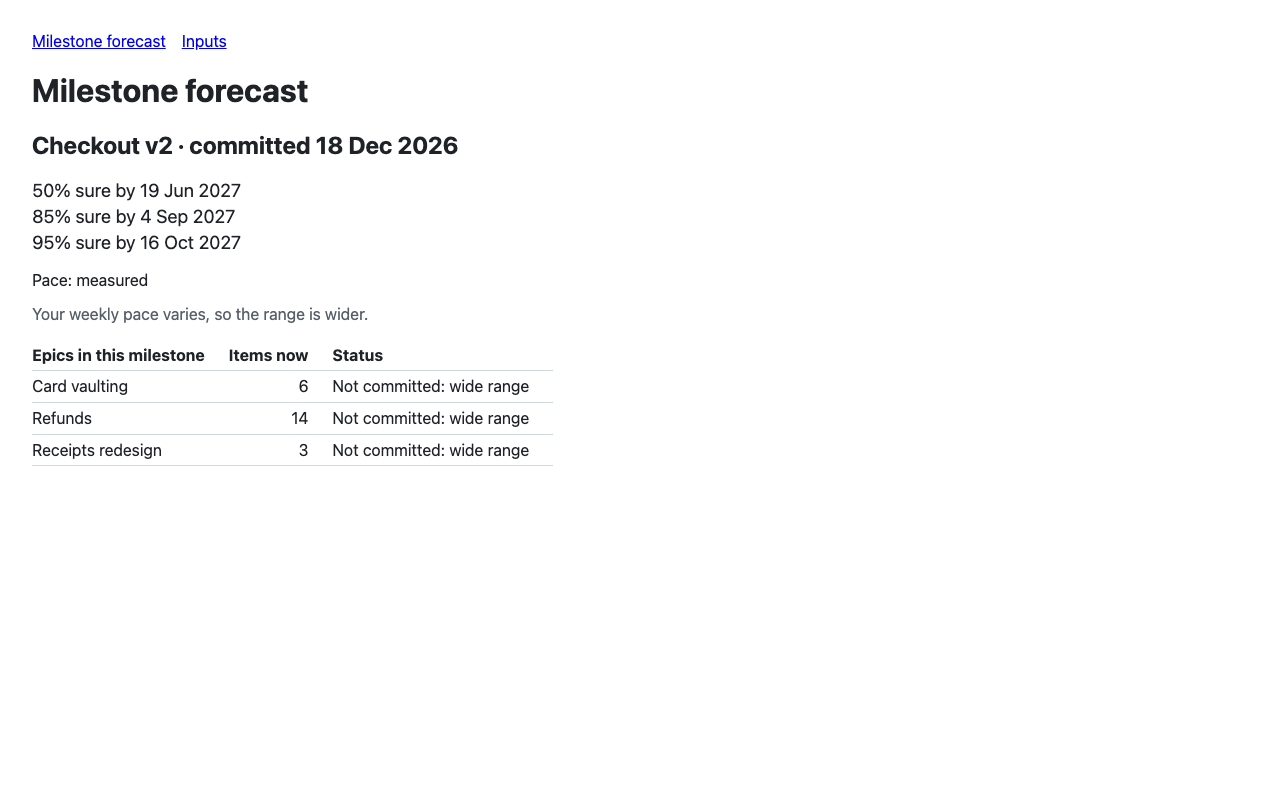 Milestone forecast Inputs
Milestone forecast
Checkout v2 · committed 18 Dec 2026
50% sure by 19 Jun 2027
85% sure by 4 Sep 2027
95% sure by 16 Oct 2027
Pace: measured
Your weekly pace varies, so the range is wider.
Epics in this milestone Items now Status
Card vaulting 6 Not committed: wide range
Refunds 14 Not committed: wide range
Receipts redesign 3 Not committed: wide range